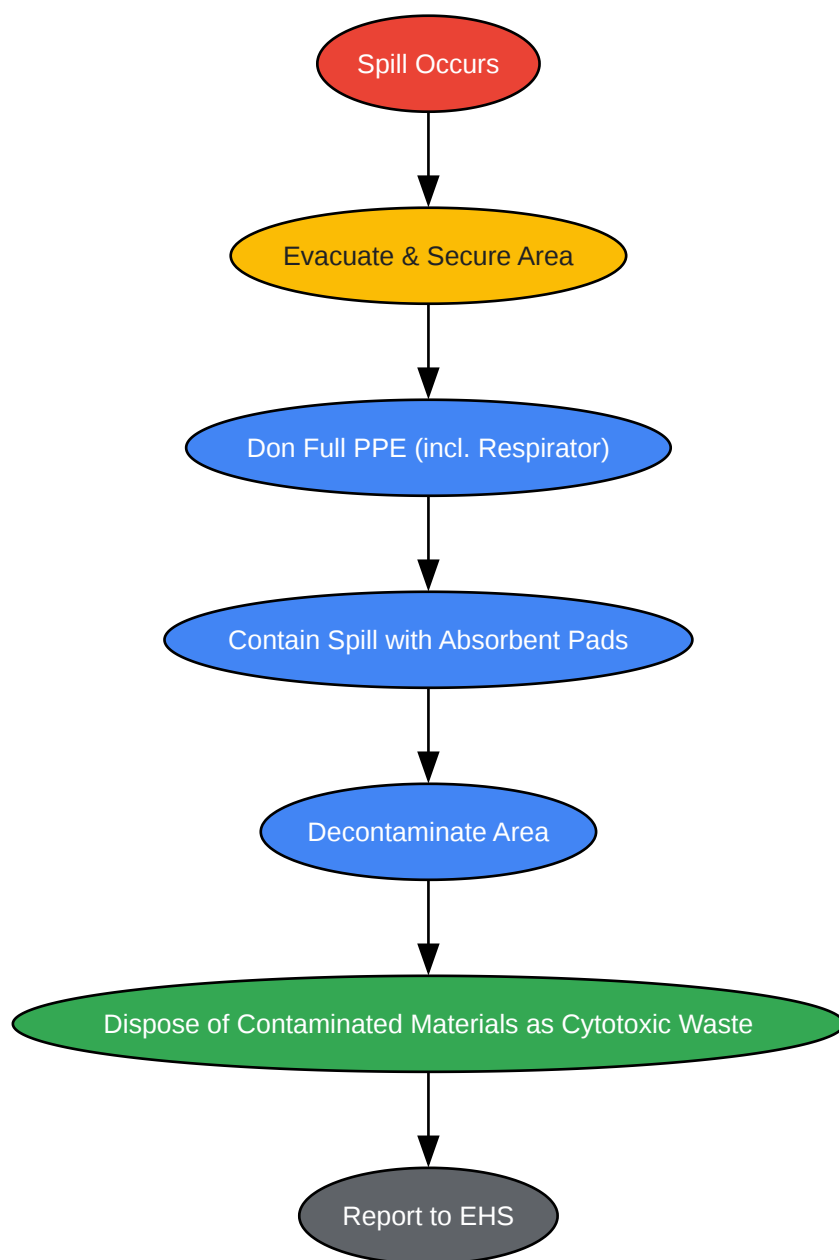 Spill Occurs
Evacuate & Secure Area
Don Full PPE (incl. Respirator)
Contain Spill with Absorbent Pads
Decontaminate Area
Dispose of Contaminated Materials as Cytotoxic Waste
Report to EHS